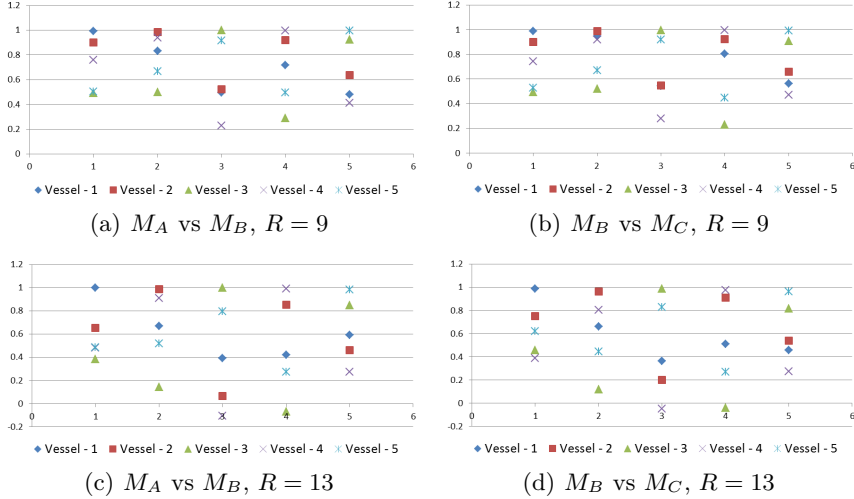 1.2
1
0.8
0.6
0.4
0.2
0
0 1 2 3 4 5 6
Vessel - 1 Vessel - 2 Vessel - 3 Vessel - 4 Vessel - 5
(a) M_A vs M_B, R = 9
1.2
1
0.8
0.6
0.4
0.2
0
0 1 2 3 4 5 6
Vessel - 1 Vessel - 2 Vessel - 3 Vessel - 4 Vessel - 5
(b) M_B vs M_C, R = 9
1.2
1
0.8
0.6
0.4
0.2
0
-0.2
0 1 2 3 4 5 6
Vessel - 1 Vessel - 2 Vessel - 3 Vessel - 4 Vessel - 5
(c) M_A vs M_B, R = 13
1.2
1
0.8
0.6
0.4
0.2
0
-0.2
0 1 2 3 4 5 6
Vessel - 1 Vessel - 2 Vessel - 3 Vessel - 4 Vessel - 5
(d) M_B vs M_C, R = 13